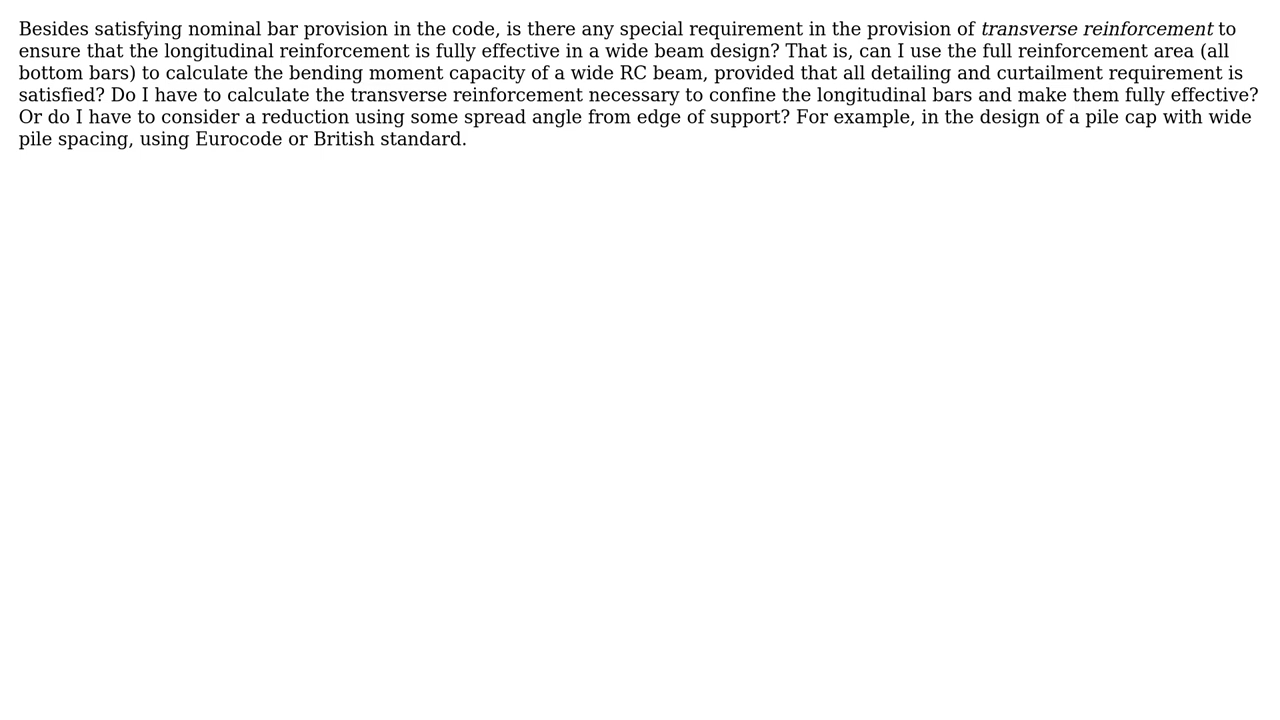 Besides satisfying nominal bar provision in the code, is there any special requirement in the provision of transverse reinforcement to
ensure that the longitudinal reinforcement is fully effective in a wide beam design? That is, can I use the full reinforcement area (all
bottom bars) to calculate the bending moment capacity of a wide RC beam, provided that all detailing and curtailment requirement is
satisfied? Do I have to calculate the transverse reinforcement necessary to confine the longitudinal bars and make them fully effective?
Or do I have to consider a reduction using some spread angle from edge of support? For example, in the design of a pile cap with wide
pile spacing, using Eurocode or British standard.